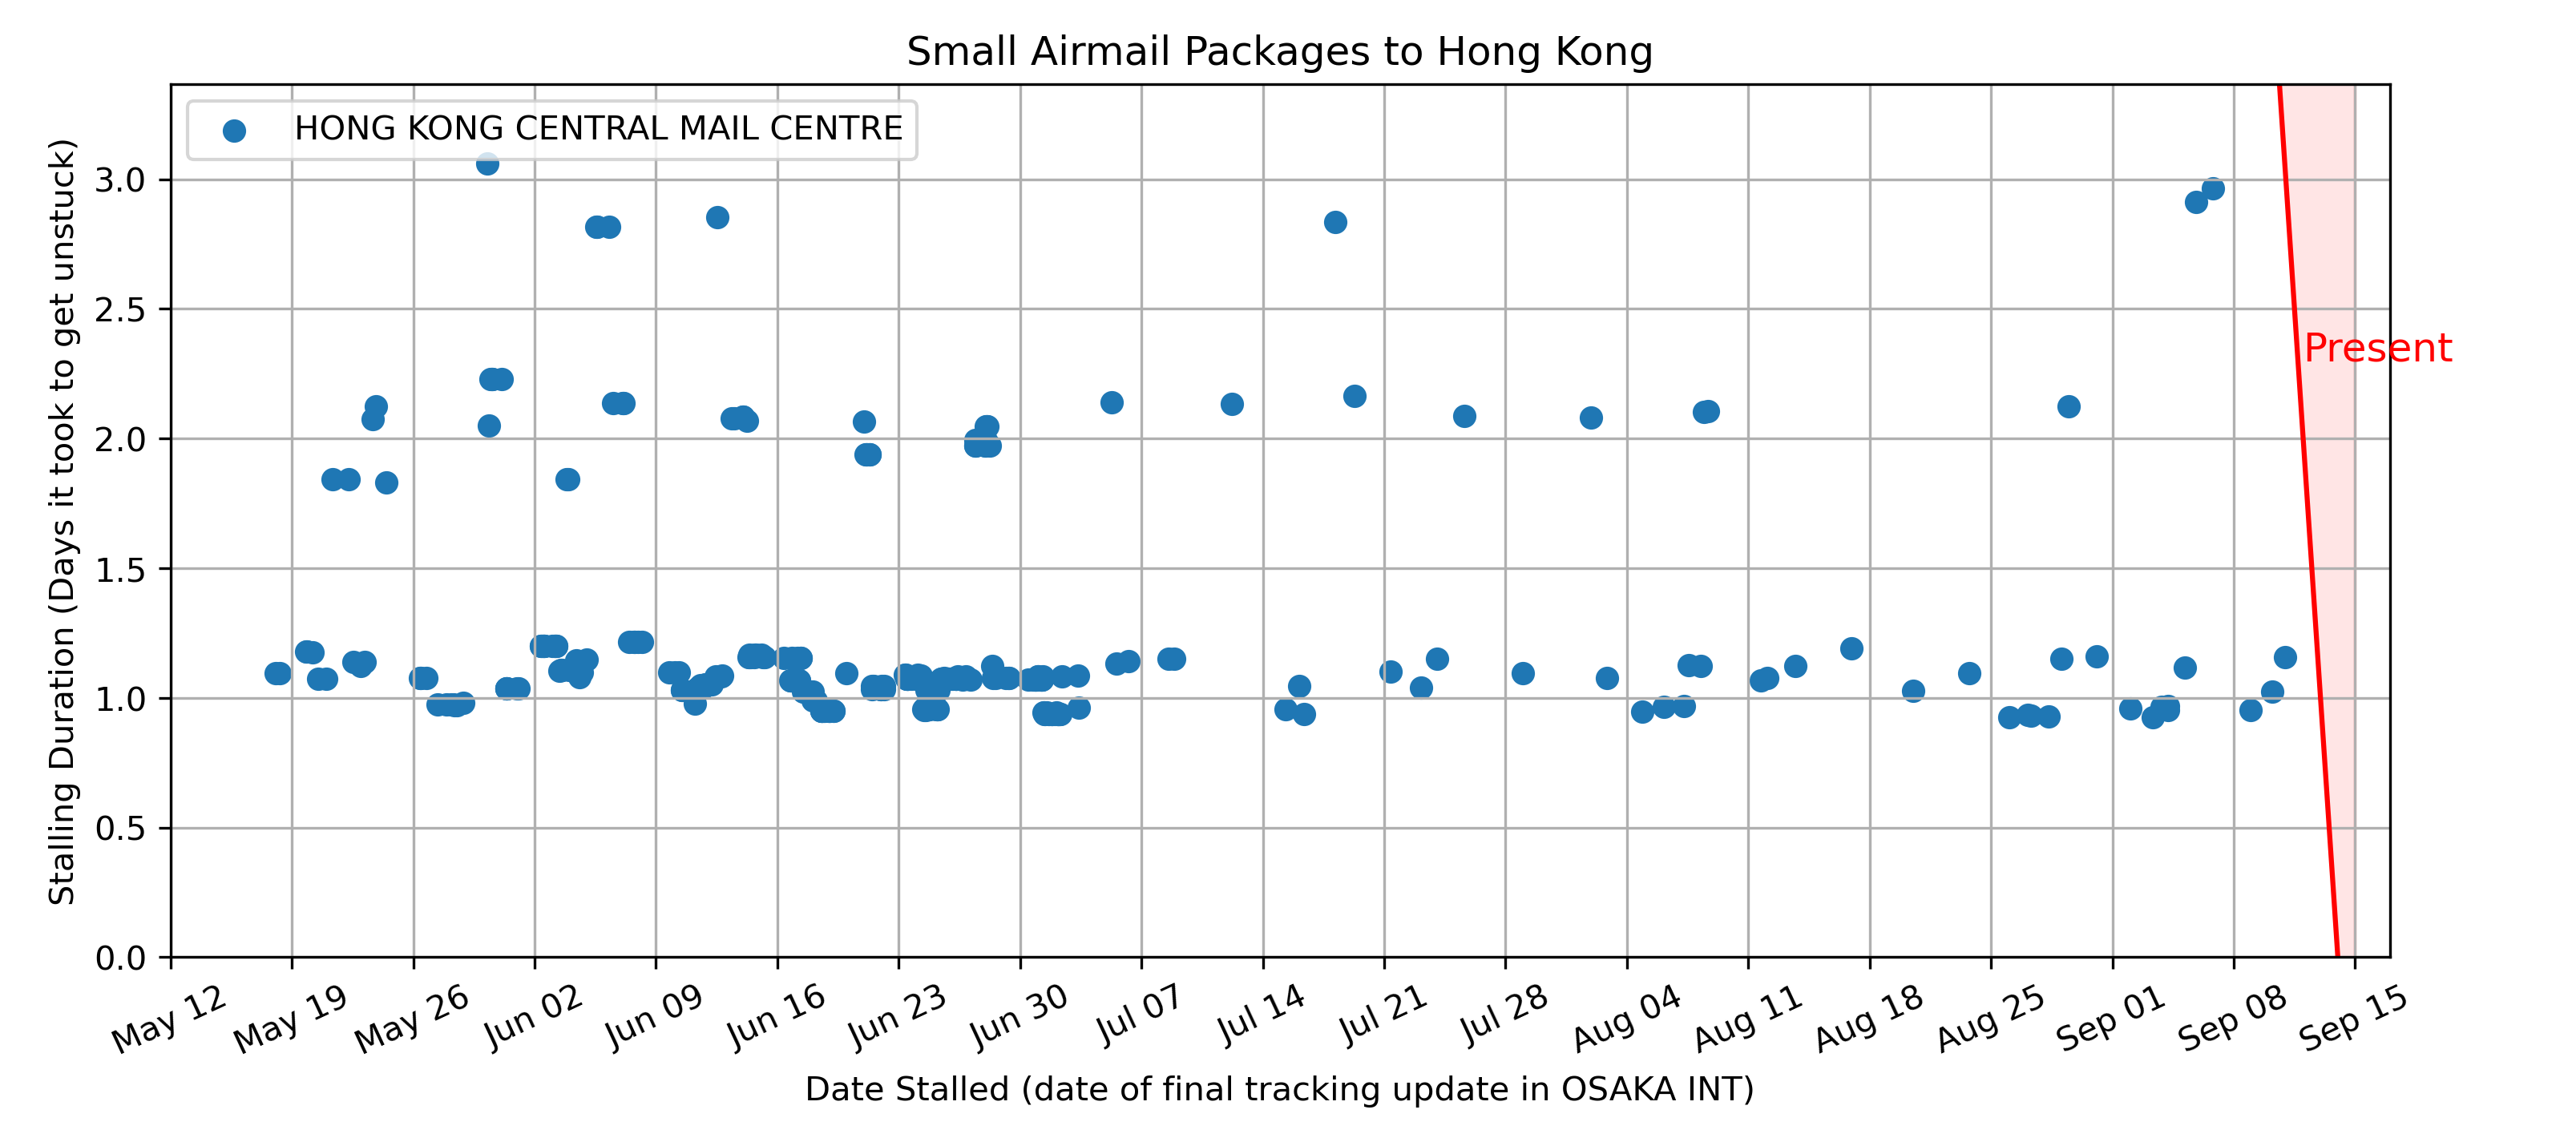 Small Airmail Packages to Hong Kong
HONG KONG CENTRAL MAIL CENTRE
Stalling Duration (Days it took to get unstuck)
3.0
2.5
2.0
1.5
1.0
0.5
0.0
Present
May 12
May 19
May 26
Jun 02
Jun 09
Jun 16
Jun 23
Jun 30
Jul 07
Jul 14
Jul 21
Jul 28
Aug 04
Aug 11
Aug 18
Aug 25
Sep 01
Sep 08
Sep 15
Date Stalled (date of final tracking update in OSAKA INT)